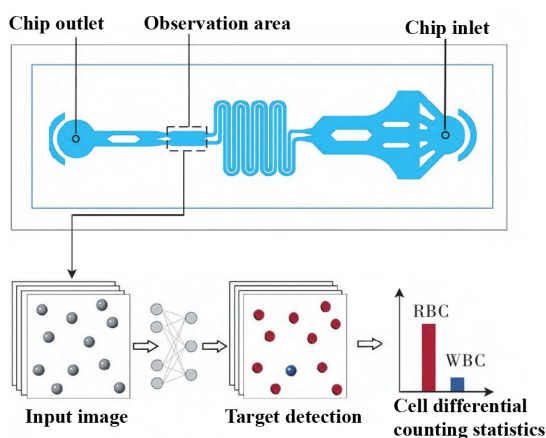 Chip outlet
Observation area
Chip inlet
RBC
WBC
Input image
Target detection
Cell differential
counting statistics